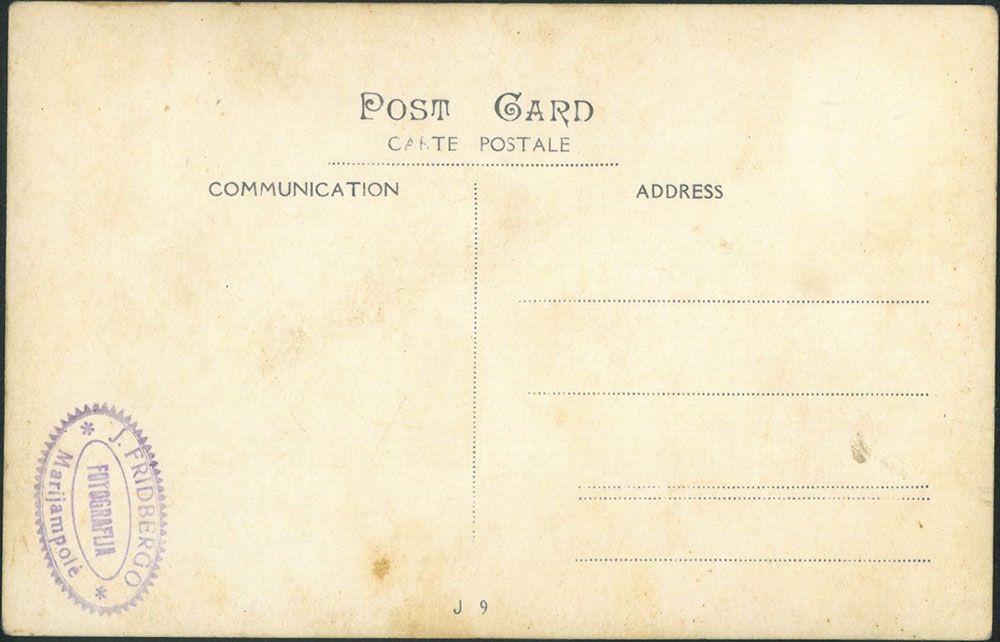 POST CARD
CARTE POSTALE
COMMUNICATION
ADDRESS
J. FRIDBERGO
FOTOGRAFIJA
Marijampolė
J 9